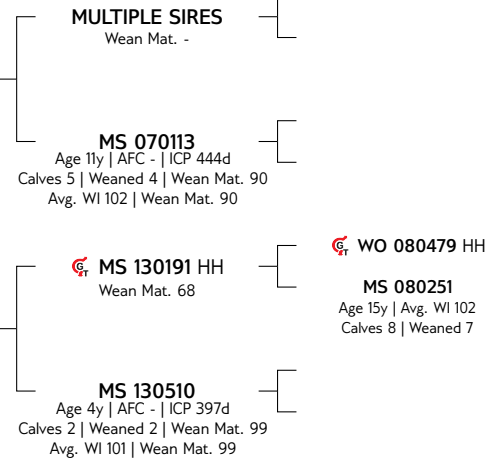 MULTIPLE SIRES
Wean Mat. -
MS 070113
Age 11y | AFC - | ICP 444d
Calves 5 | Weaned 4 | Wean Mat. 90
Avg. WI 102 | Wean Mat. 90
GT MS 130191 HH
Wean Mat. 68
GT WO 080479 HH
MS 080251
Age 15y | Avg. WI 102
Calves 8 | Weaned 7
MS 130510
Age 4y | AFC - | ICP 397d
Calves 2 | Weaned 2 | Wean Mat. 99
Avg. WI 101 | Wean Mat. 99